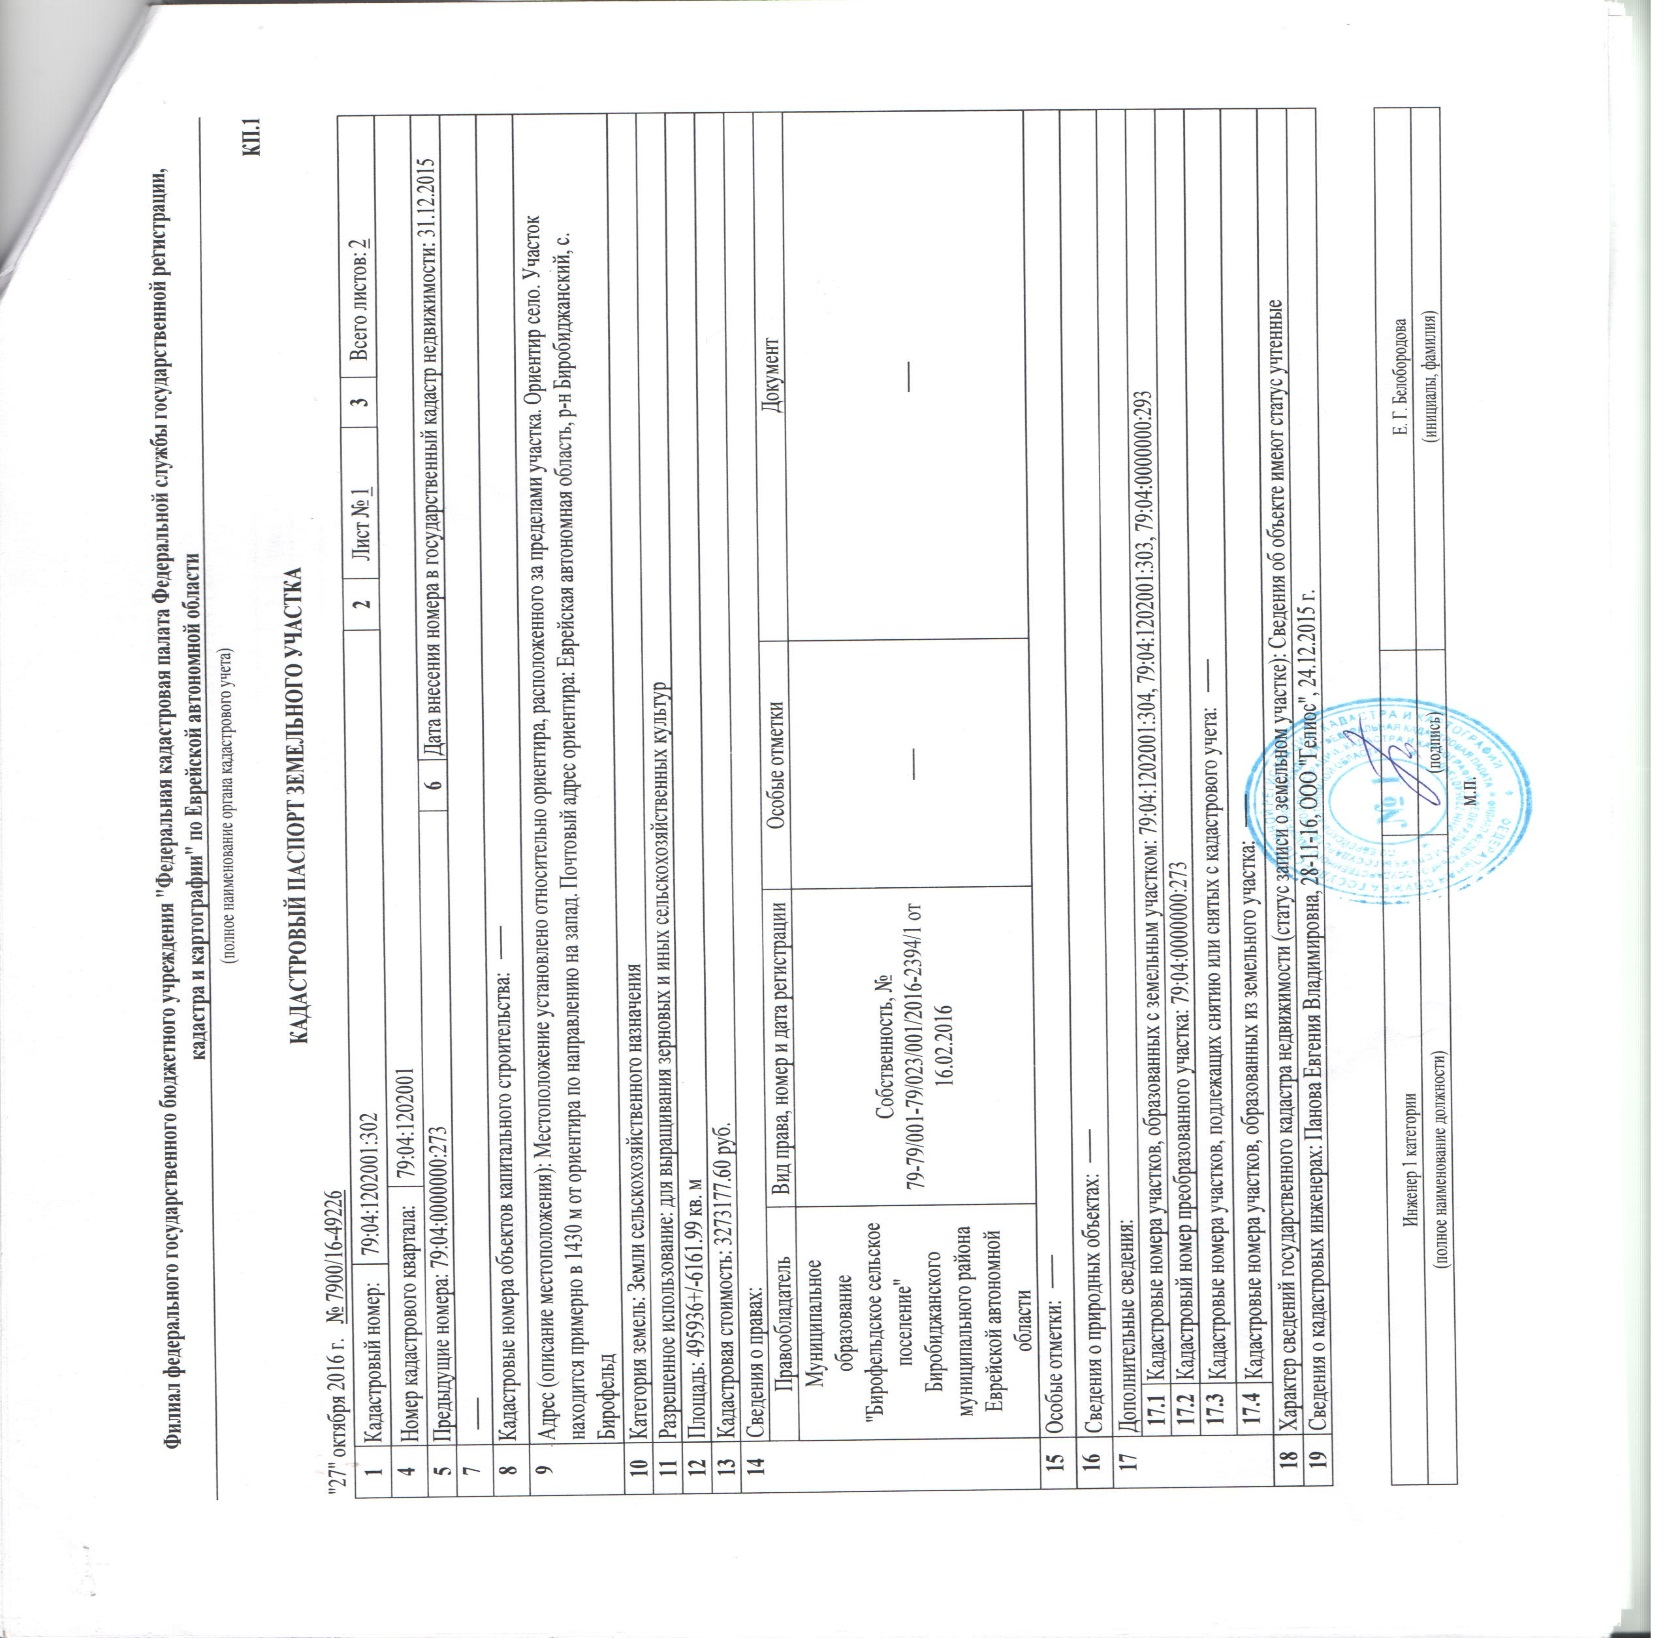 Филиал федерального государственного бюджетного учреждения "Федеральная кадастровая палата Федеральной службы государственной регистрации,
кадастра и картографии" по Еврейской автономной области
(полное наименование органа кадастрового учета)
КП.1
КАДАСТРОВЫЙ ПАСПОРТ ЗЕМЕЛЬНОГО УЧАСТКА
"27" октября 2016 г. № 7900/16-49226
1 Кадастровый номер: 79:04:1202001:302 2 Лист № 1 3 Всего листов: 2
4 Номер кадастрового квартала: 79:04:1202001
5 Предыдущие номера: 79:04:0000000:273 6 Дата внесения номера в государственный кадастр недвижимости: 31.12.2015
7 —
8 Кадастровые номера объектов капитального строительства: —
9 Адрес (описание местоположения): Местоположение установлено относительно ориентира, расположенного за пределами участка. Ориентир село. Участок
находится примерно в 1430 м от ориентира по направлению на запад. Почтовый адрес ориентира: Еврейская автономная область, р-н Биробиджанский, с.
Бирофельд
10 Категория земель: Земли сельскохозяйственного назначения
11 Разрешенное использование: для выращивания зерновых и иных сельскохозяйственных культур
12 Площадь: 495936+/-6161.99 кв. м
13 Кадастровая стоимость: 3273177.60 руб.
14 Сведения о правах:
Правообладатель Вид права, номер и дата регистрации Особые отметки Документ
Муниципальное
образование
"Бирофельдское сельское
поселение"
Биробиджанского
муниципального района
Еврейской автономной
области
Собственность, №
79-79/001-79/023/001/2016-2394/1 от
16.02.2016
—
—
15 Особые отметки: —
16 Сведения о природных объектах: —
17 Дополнительные сведения:
17.1 Кадастровые номера участков, образованных с земельным участком: 79:04:1202001:304, 79:04:1202001:303, 79:04:0000000:293
17.2 Кадастровый номер преобразованного участка: 79:04:0000000:273
17.3 Кадастровые номера участков, подлежащих снятию или снятых с кадастрового учета: —
17.4 Кадастровые номера участков, образованных из земельного участка: —
18 Характер сведений государственного кадастра недвижимости (статус записи о земельном участке): Сведения об объекте имеют статус учтенные
19 Сведения о кадастровых инженерах: Панова Евгения Владимировна, 28-11-16, ООО "Гелиос", 24.12.2015 г.
Инженер 1 категории Е. Г. Белобородова
(полное наименование должности) (подпись) (инициалы, фамилия)
М.П.
№ 1